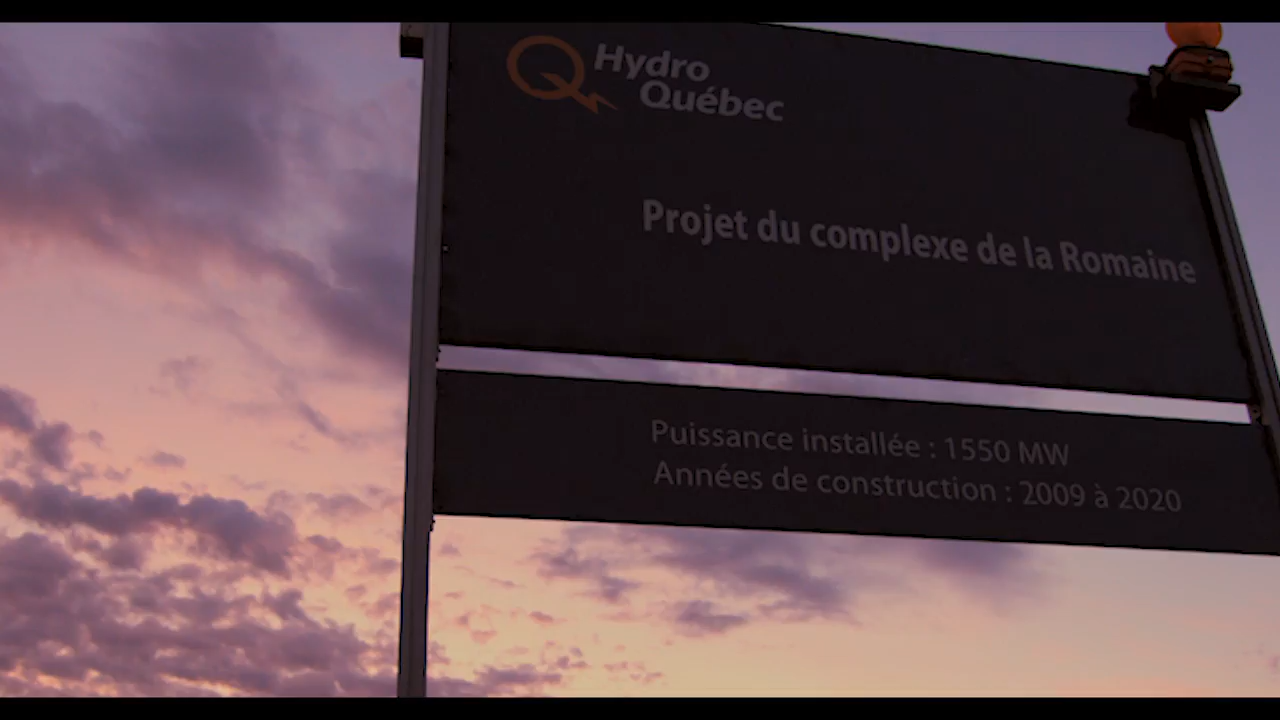 Hydro
Québec
Projet du complexe de la Romaine
Puissance installée : 1550 MW
Années de construction : 2009 à 2020